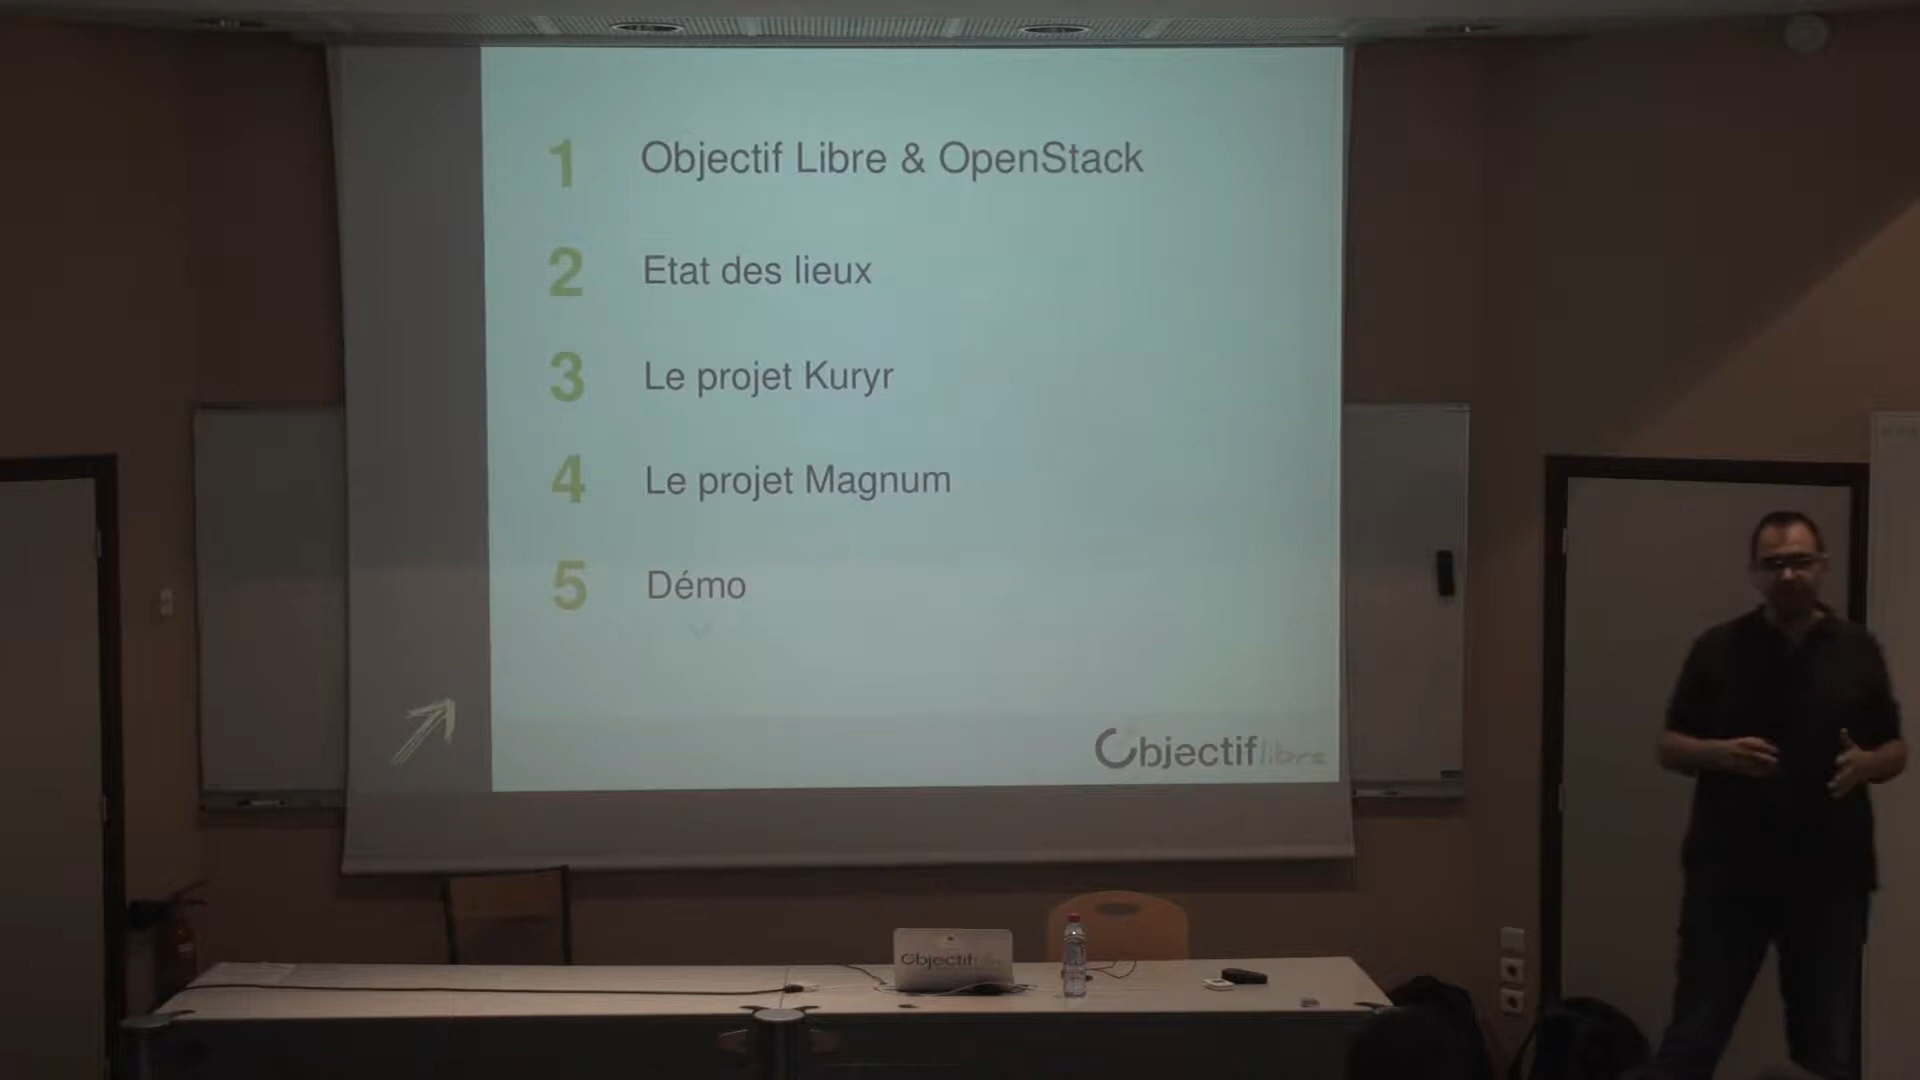 1 Objectif Libre & OpenStack
2 Etat des lieux
3 Le projet Kuryr
4 Le projet Magnum
5 Démo
Objectif libre
Objectif